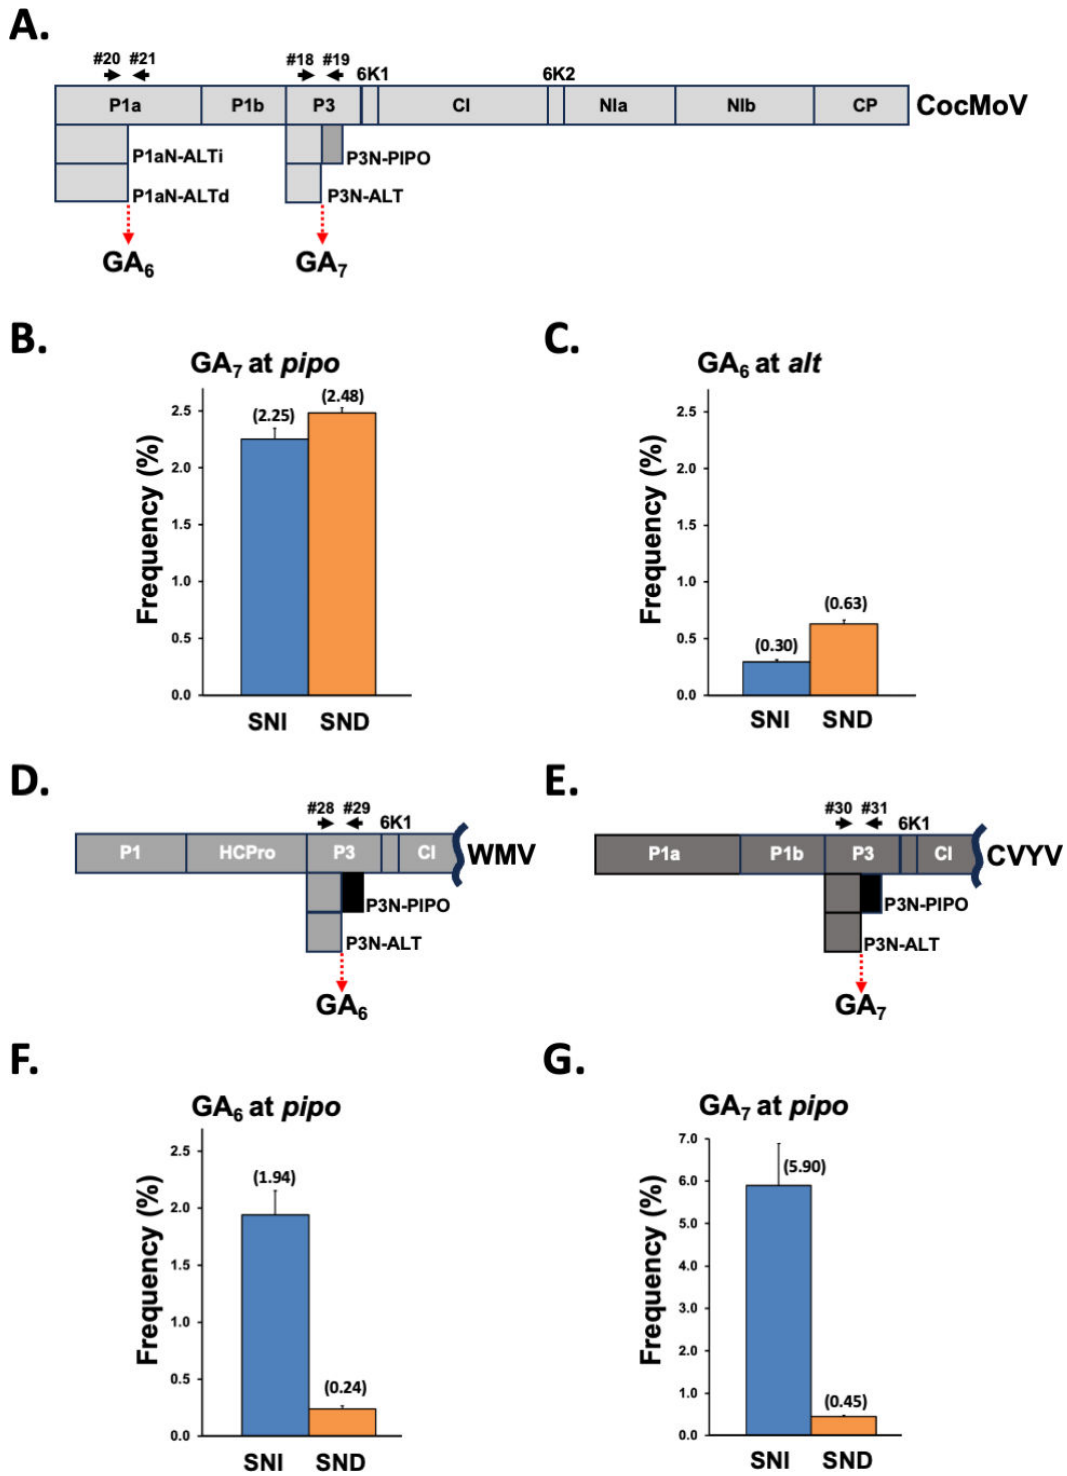 A.
#20 #21 #18 #19 6K1 6K2
P1a P1b P3 CI NIa NIb CP CocMoV
P1aN-ALTi P3N-PIPO
P1aN-ALTd P3N-ALT
GA6 GA7
B.
GA7 at pipo
Frequency (%)
2.5
2.0
1.5
1.0
0.5
0.0
(2.25) (2.48)
SNI SND
C.
GA6 at alt
Frequency (%)
2.5
2.0
1.5
1.0
0.5
0.0
(0.30) (0.63)
SNI SND
D.
#28 #29
6K1
P1 HCPro P3 CI WMV
P3N-PIPO
P3N-ALT
GA6
E.
#30 #31
6K1
P1a P1b P3 CI CVYV
P3N-PIPO
P3N-ALT
GA7
F.
GA6 at pipo
Frequency (%)
2.5
2.0
1.5
1.0
0.5
0.0
(1.94) (0.24)
SNI SND
G.
GA7 at pipo
Frequency (%)
7.0
6.0
5.0
4.0
3.0
2.0
1.0
0.0
(5.90) (0.45)
SNI SND